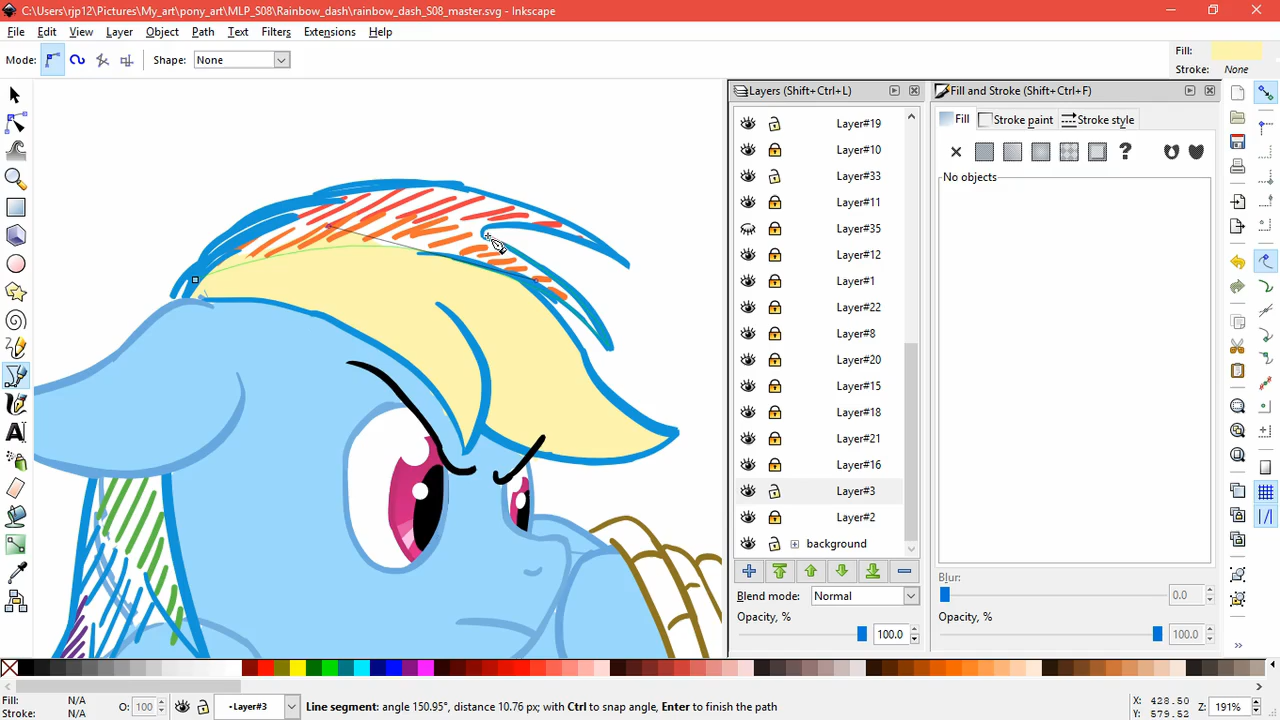 C:\Users\rjp12\Pictures\My_art\pony_art\MLP_S08\Rainbow_dash\rainbow_dash_S08_master.svg - Inkscape
File Edit View Layer Object Path Text Filters Extensions Help
Mode: Shape: None
Fill:
Stroke: None
Layers (Shift+Ctrl+L)
Layer#19
Layer#10
Layer#33
Layer#11
Layer#35
Layer#12
Layer#1
Layer#22
Layer#8
Layer#20
Layer#15
Layer#18
Layer#21
Layer#16
Layer#3
Layer#2
background
Blend mode: Normal
Opacity, %
100.0
Fill and Stroke (Shift+Ctrl+F)
Fill Stroke paint Stroke style
?
No objects
Blur:
0.0
Opacity, %
100.0
Fill: N/A
Stroke: N/A
O: 100
•Layer#3
Line segment: angle 150.95°, distance 10.76 px; with Ctrl to snap angle, Enter to finish the path
X: 428.50
Y: 579.52
Z: 191%